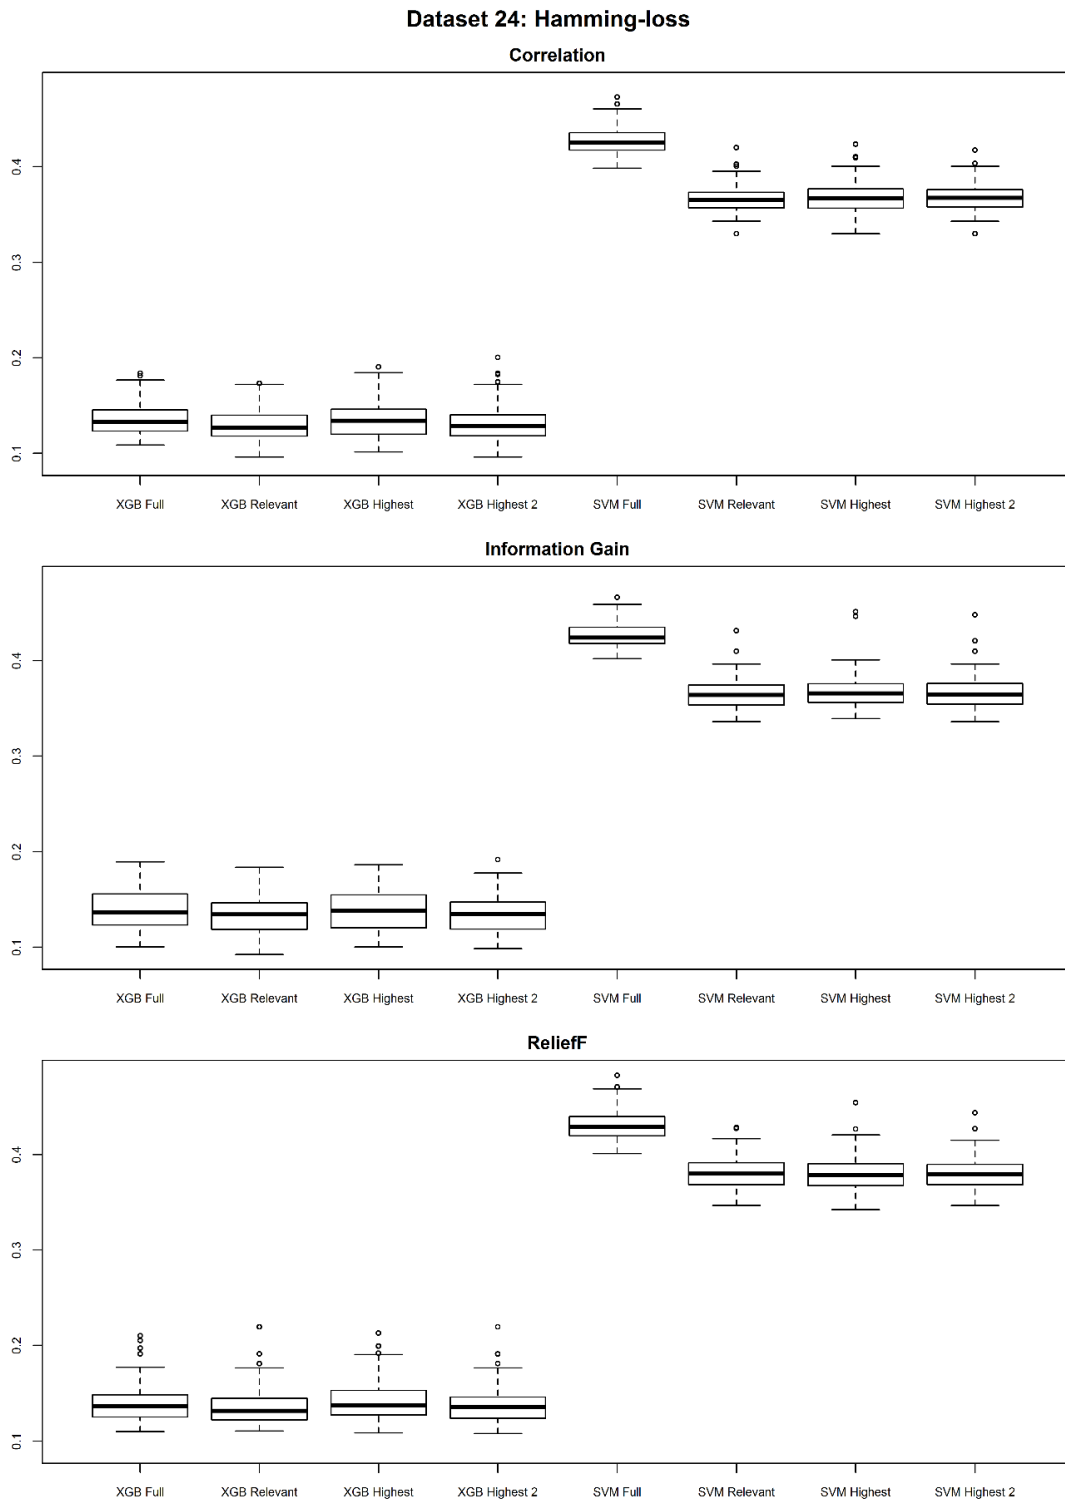 Dataset 24: Hamming-loss
Correlation
0.4
0.3
0.2
0.1
XGB Full XGB Relevant XGB Highest XGB Highest 2 SVM Full SVM Relevant SVM Highest SVM Highest 2
Information Gain
0.4
0.3
0.2
0.1
XGB Full XGB Relevant XGB Highest XGB Highest 2 SVM Full SVM Relevant SVM Highest SVM Highest 2
ReliefF
0.4
0.3
0.2
0.1
XGB Full XGB Relevant XGB Highest XGB Highest 2 SVM Full SVM Relevant SVM Highest SVM Highest 2